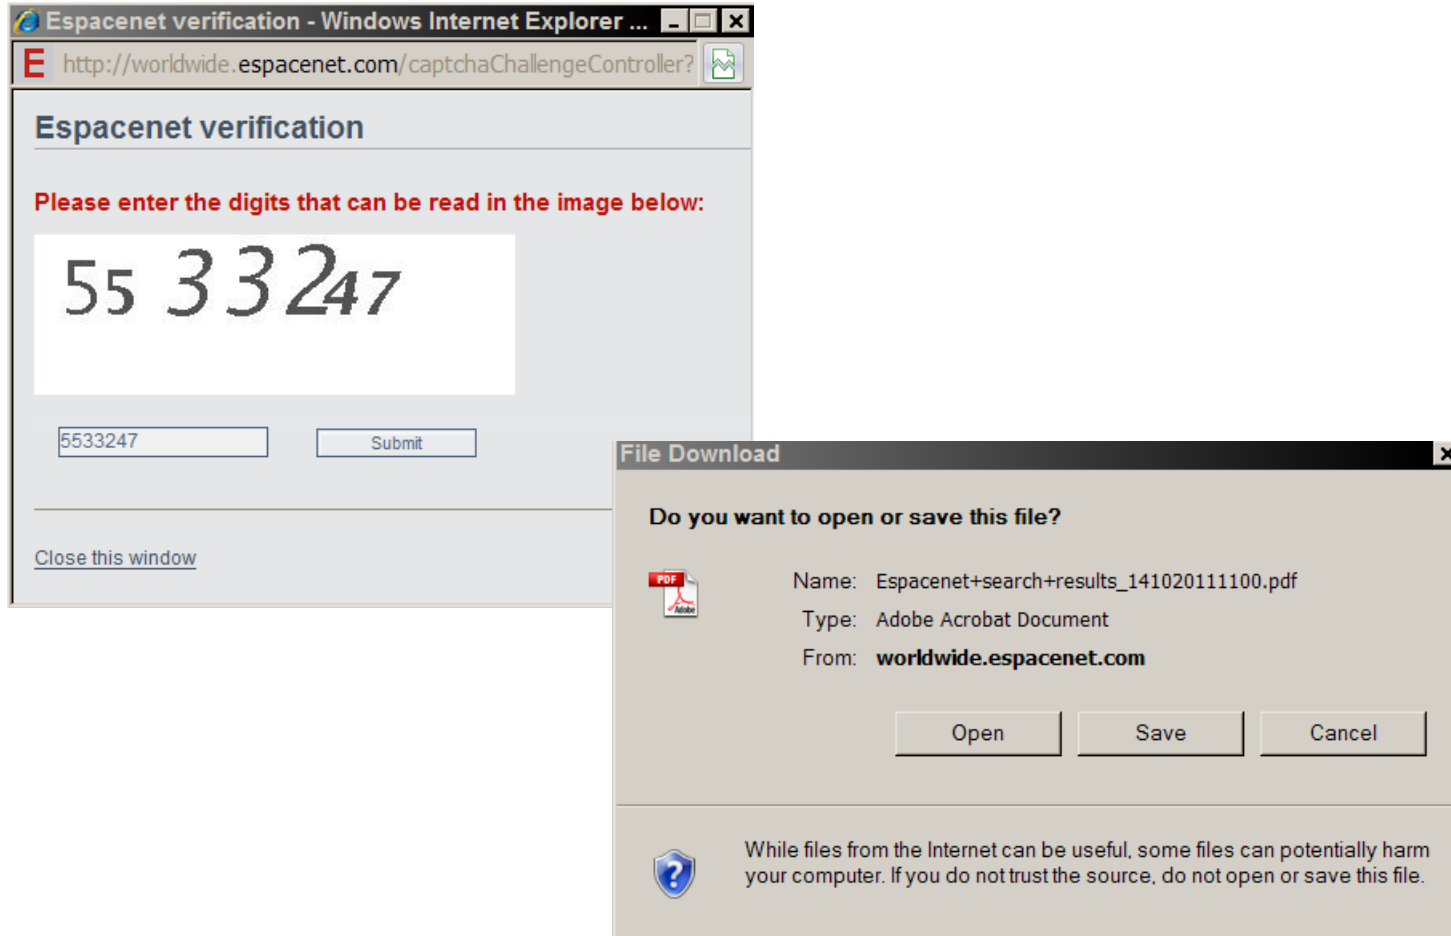 Espacenet verification - Windows Internet Explorer ...
E http://worldwide.espacenet.com/captchaChallengeController?
Espacenet verification
Please enter the digits that can be read in the image below:
55 33247
5533247 Submit
Close this window
File Download
Do you want to open or save this file?
PDF
Adobe
Name: Espacenet+search+results_141020111100.pdf
Type: Adobe Acrobat Document
From: worldwide.espacenet.com
Open Save Cancel
While files from the Internet can be useful, some files can potentially harm
your computer. If you do not trust the source, do not open or save this file.